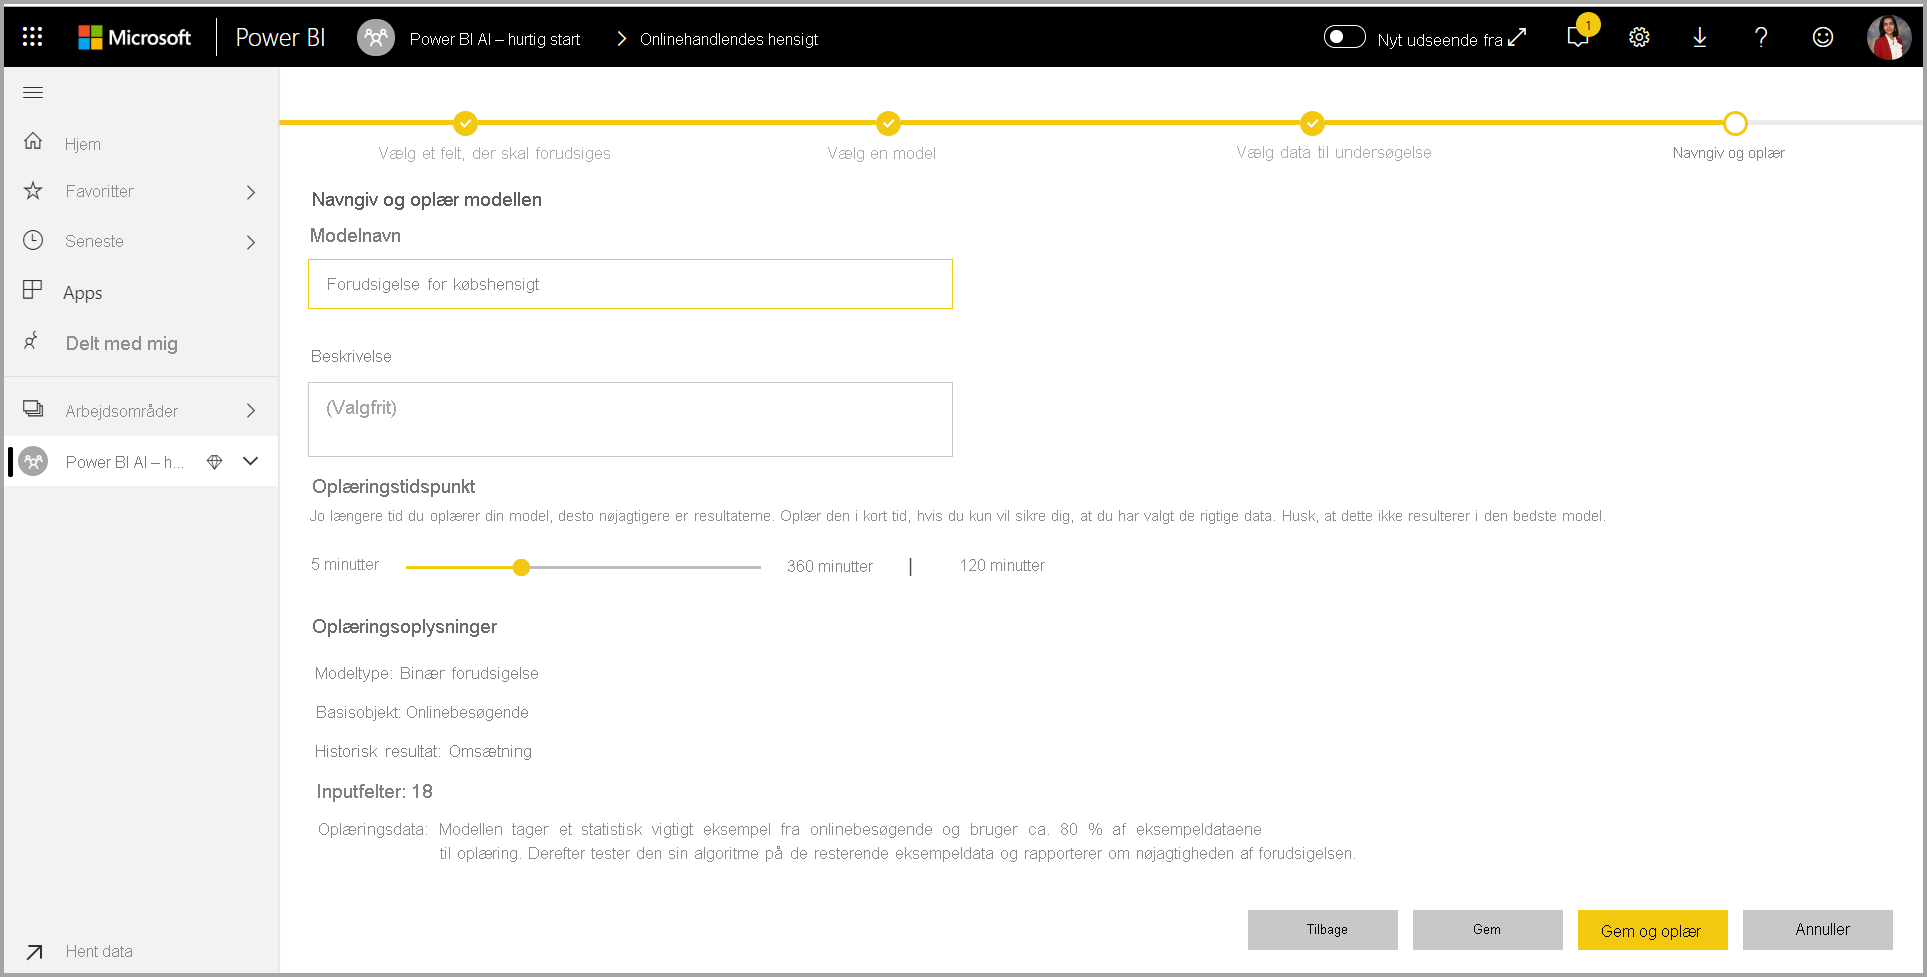 Microsoft
Power BI
Power BI AI – hurtig start
Onlinehandlendes hensigt
Nyt udseende fra
1
Hjem
Favoritter
Seneste
Apps
Delt med mig
Arbejdsområder
Power BI AI – h...
Hent data
Vælg et felt, der skal forudsiges
Vælg en model
Vælg data til undersøgelse
Navngiv og oplær
Navngiv og oplær modellen
Modelnavn
Forudsigelse for købshensigt
Beskrivelse
(Valgfrit)
Oplæringstidspunkt
Jo længere tid du oplærer din model, desto nøjagtigere er resultaterne. Oplær den i kort tid, hvis du kun vil sikre dig, at du har valgt de rigtige data. Husk, at dette ikke resulterer i den bedste model.
5 minutter
360 minutter
|
120 minutter
Oplæringsoplysninger
Modeltype: Binær forudsigelse
Basisobjekt: Onlinebesøgende
Historisk resultat: Omsætning
Inputfelter: 18
Oplæringsdata: Modellen tager et statistisk vigtigt eksempel fra onlinebesøgende og bruger ca. 80 % af eksempeldataene
til oplæring. Derefter tester den sin algoritme på de resterende eksempeldata og rapporterer om nøjagtigheden af forudsigelsen.
Tilbage
Gem
Gem og oplær
Annuller